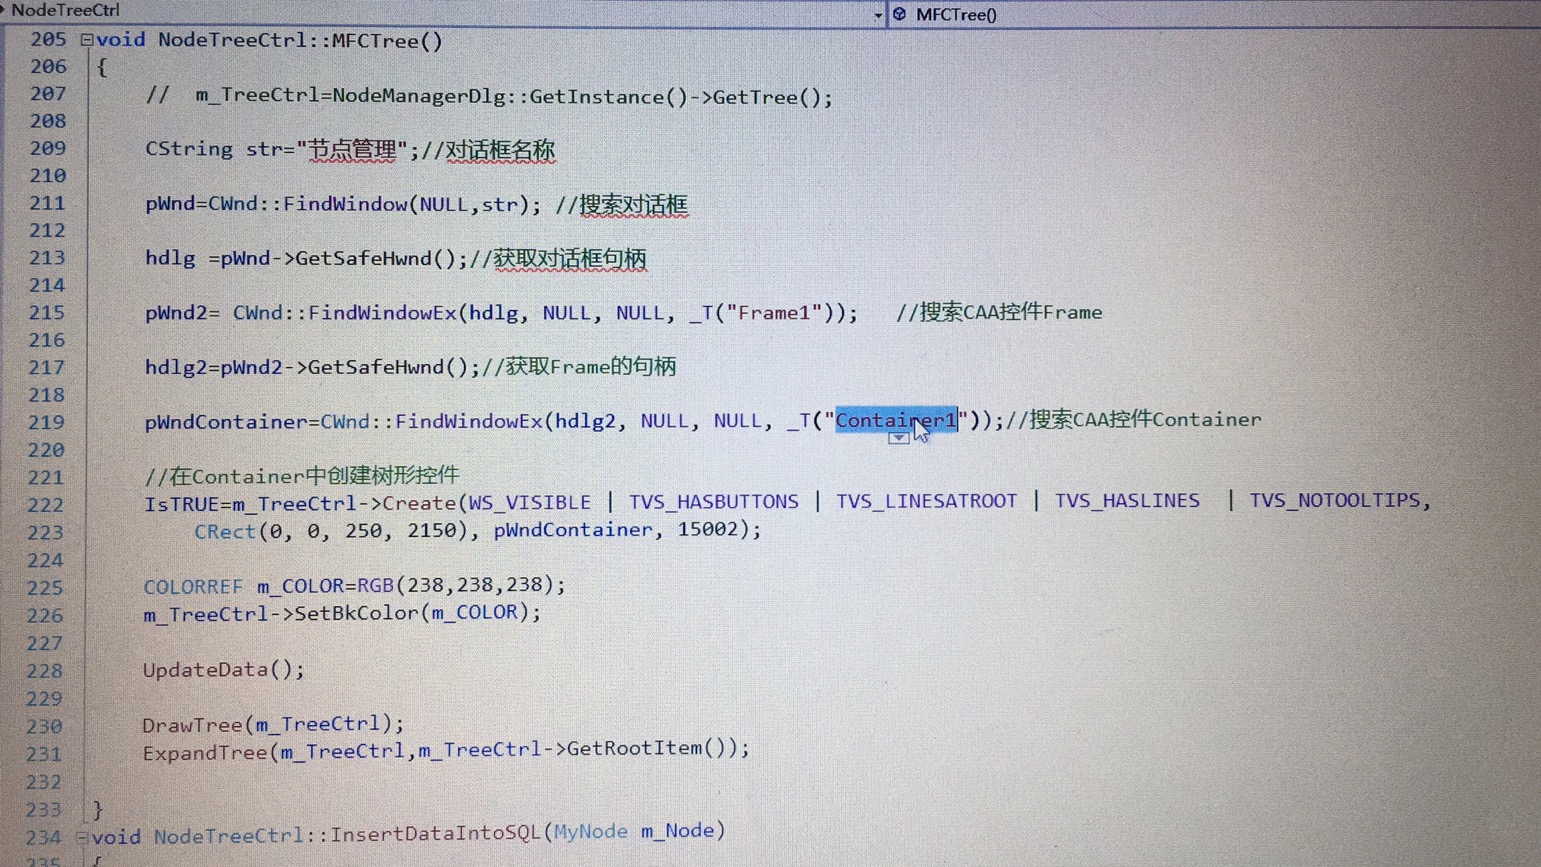 NodeTreeCtrl MFCTree()
205 void NodeTreeCtrl::MFCTree()
206 {
207 // m_TreeCtrl=NodeManagerDlg::GetInstance()->GetTree();
208
209 CString str="节点管理";//对话框名称
210
211 pWnd=CWnd::FindWindow(NULL,str); //搜索对话框
212
213 hdlg =pWnd->GetSafeHwnd();//获取对话框句柄
214
215 pWnd2= CWnd::FindWindowEx(hdlg, NULL, NULL, _T("Frame1")); //搜索CAA控件Frame
216
217 hdlg2=pWnd2->GetSafeHwnd();//获取Frame的句柄
218
219 pWndContainer=CWnd::FindWindowEx(hdlg2, NULL, NULL, _T("Container1"));//搜索CAA控件Container
220
221 //在Container中创建树形控件
222 IsTRUE=m_TreeCtrl->Create(WS_VISIBLE | TVS_HASBUTTONS | TVS_LINESATROOT | TVS_HASLINES | TVS_NOTOOLTIPS,
223 CRect(0, 0, 250, 2150), pWndContainer, 15002);
224
225 COLORREF m_COLOR=RGB(238,238,238);
226 m_TreeCtrl->SetBkColor(m_COLOR);
227
228 UpdateData();
229
230 DrawTree(m_TreeCtrl);
231 ExpandTree(m_TreeCtrl,m_TreeCtrl->GetRootItem());
232
233 }
234 void NodeTreeCtrl::InsertDataIntoSQL(MyNode m_Node)
235 {